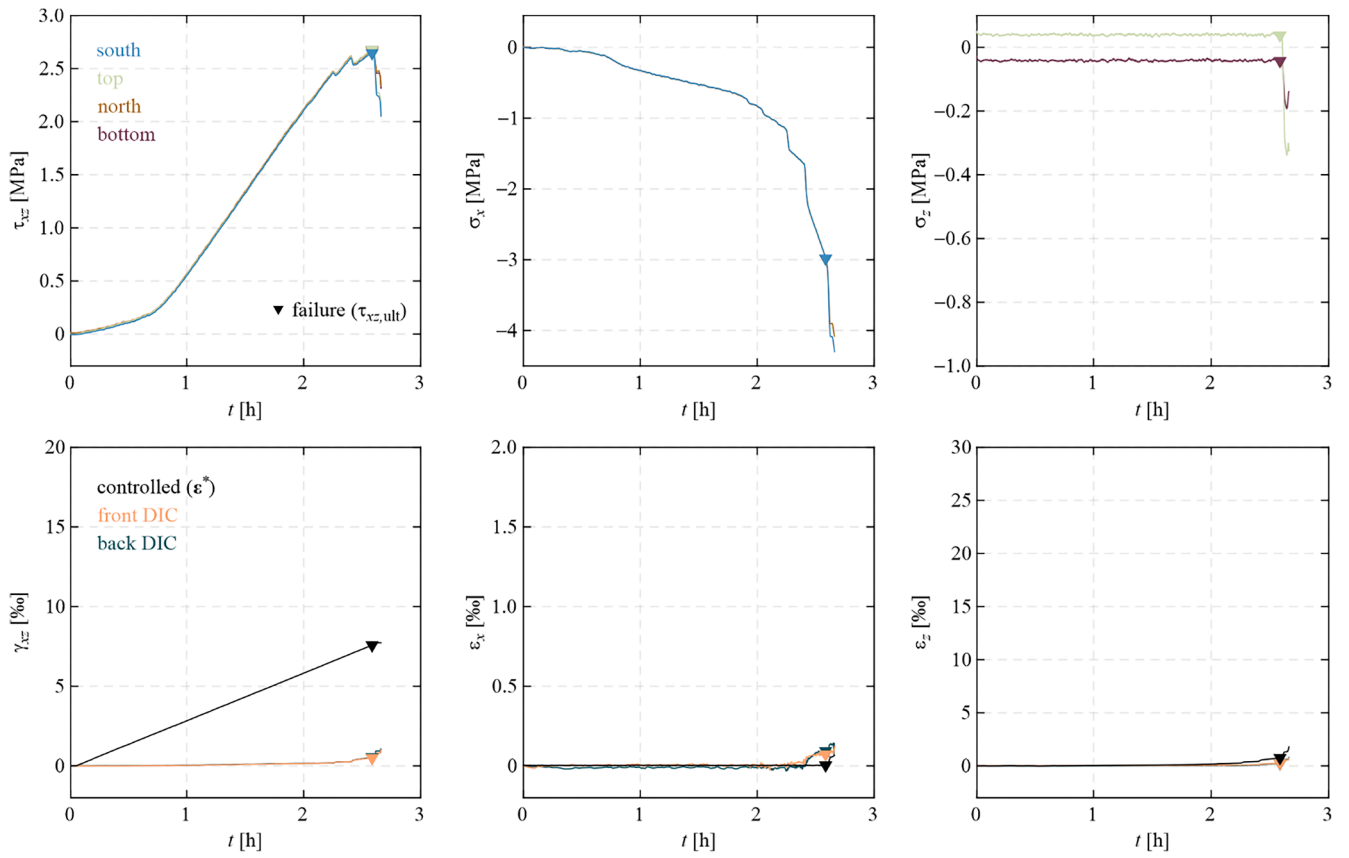 3.0
2.5
2.0
1.5
1.0
0.5
0
τxz [MPa]
south
top
north
bottom
▼ failure (τxz,ult)
0 1 2 3
t [h]
0
−1
−2
−3
−4
σx [MPa]
0 1 2 3
t [h]
0
−0.2
−0.4
−0.6
−0.8
−1.0
σz [MPa]
0 1 2 3
t [h]
20
15
10
5
0
γxz [‰]
controlled (ε*)
front DIC
back DIC
0 1 2 3
t [h]
2.0
1.5
1.0
0.5
0
εx [‰]
0 1 2 3
t [h]
30
25
20
15
10
5
0
εz [‰]
0 1 2 3
t [h]